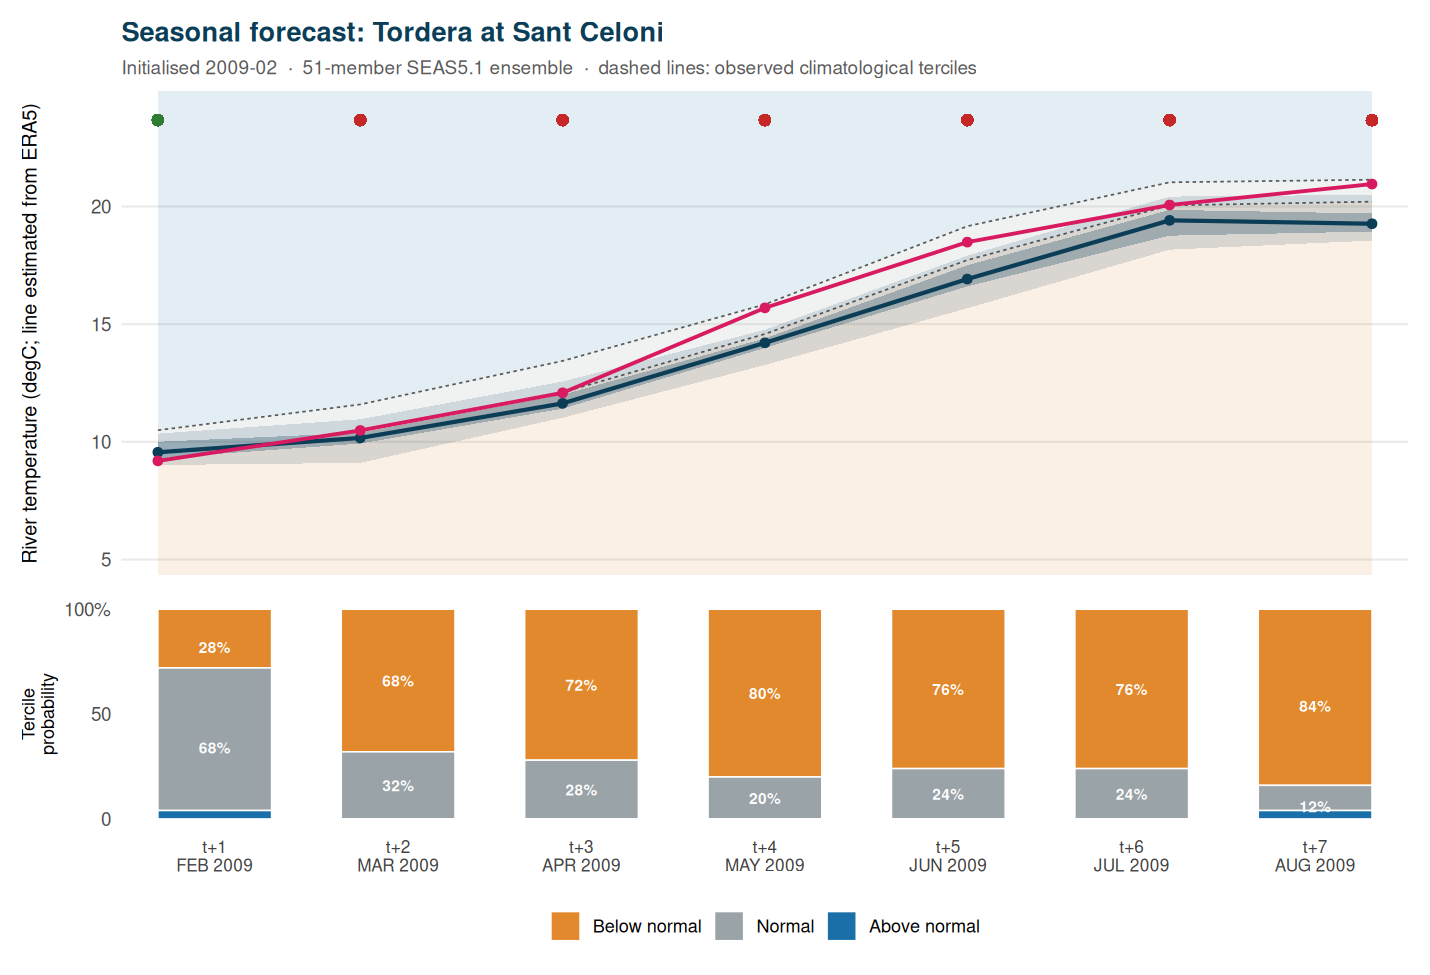 Seasonal forecast: Tordera at Sant Celoni
Initialised 2009-02 · 51-member SEAS5.1 ensemble · dashed lines: observed climatological terciles
River temperature (degC; line estimated from ERA5)
20
15
10
5
Tercile
probability
100%
50
0
28%
68%
68%
32%
72%
28%
80%
20%
76%
24%
76%
24%
84%
12%
t+1
FEB 2009
t+2
MAR 2009
t+3
APR 2009
t+4
MAY 2009
t+5
JUN 2009
t+6
JUL 2009
t+7
AUG 2009
Below normal
Normal
Above normal